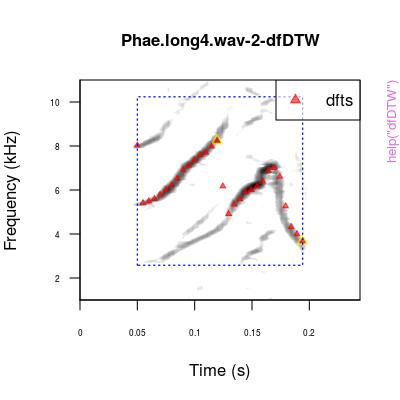 Phae.long4.wav-2-dfDTW
dfts
help("dfDTW")
Frequency (kHz)
10
8
6
4
2
0
0.05
0.1
0.15
0.2
Time (s)